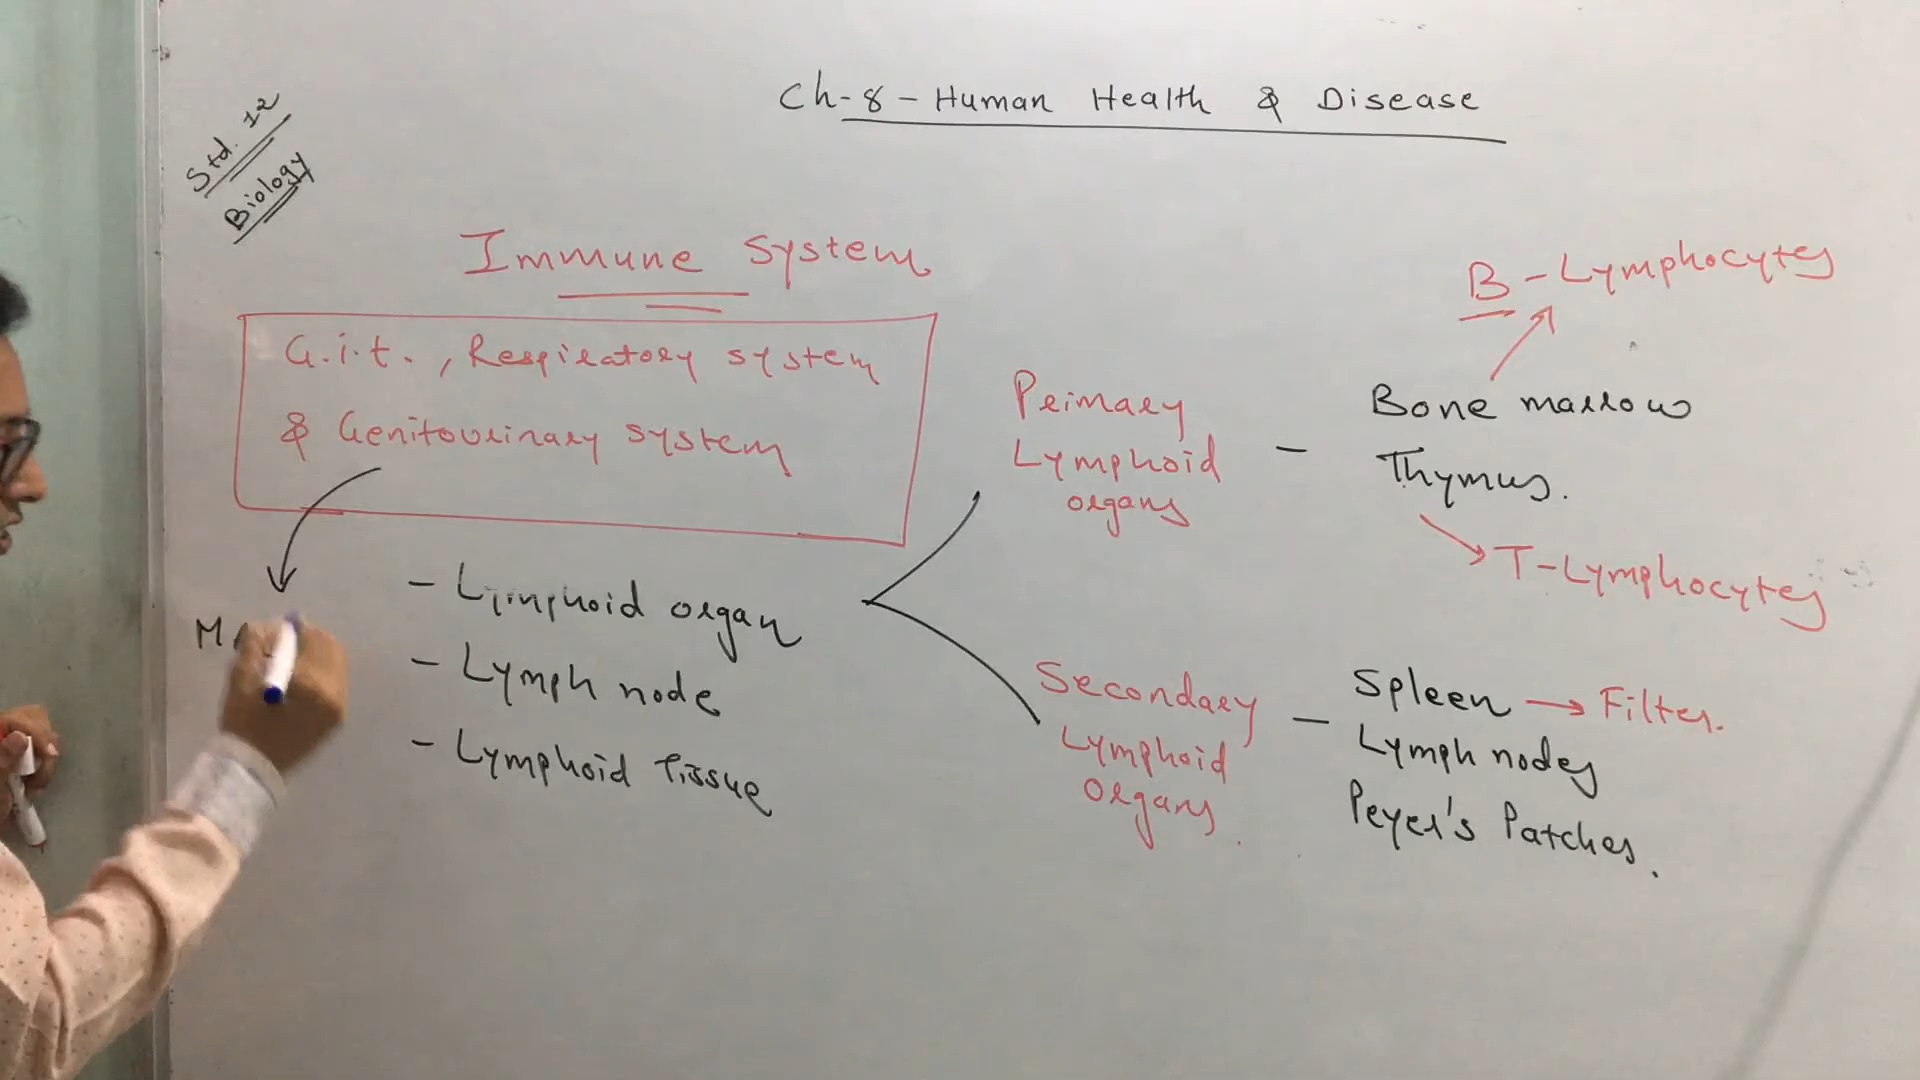 Ch-8 - Human Health & Disease
Std. 12
Biology
Immune System
G.i.t., Respiratory system
& Genitourinary system
B - Lymphocytes
Primary
Lymphoid
organs
-
Bone marrow
Thymus.
T-Lymphocytes
- Lymphoid organ
- Lymph node
- Lymphoid Tissue
Secondary
Lymphoid
Organs
-
Spleen → Filter.
Lymph nodes
Peyer's Patches.